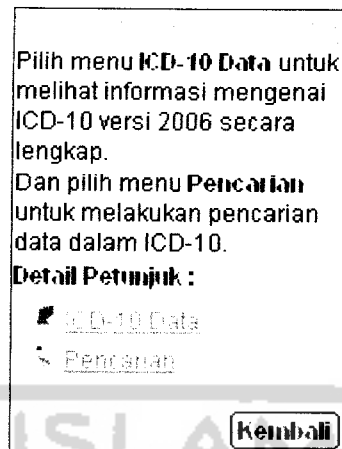 Pilih menu ICD-10 Data untuk
melihat informasi mengenai
ICD-10 versi 2006 secara
lengkap.
Dan pilih menu Pencarian
untuk melakukan pencarian
data dalam ICD-10.
Detail Petunjuk :
ICD-10 Data
Pencarian
ISLAM
Kembali